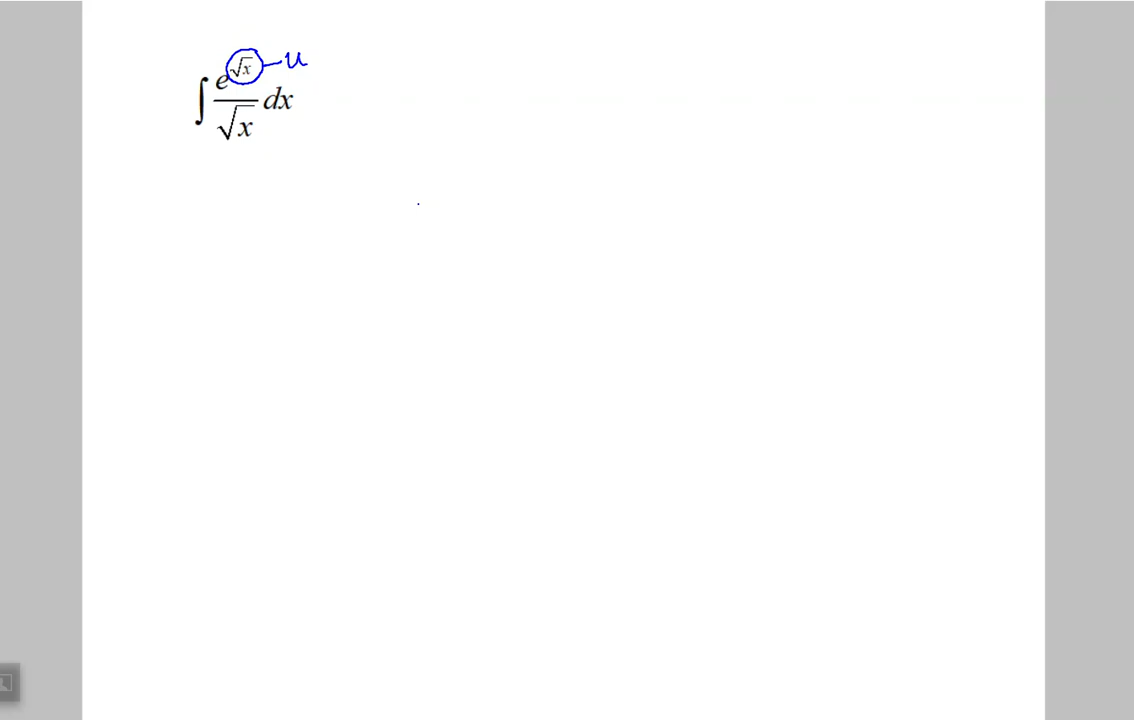 ∫ e^√x / √x dx — u